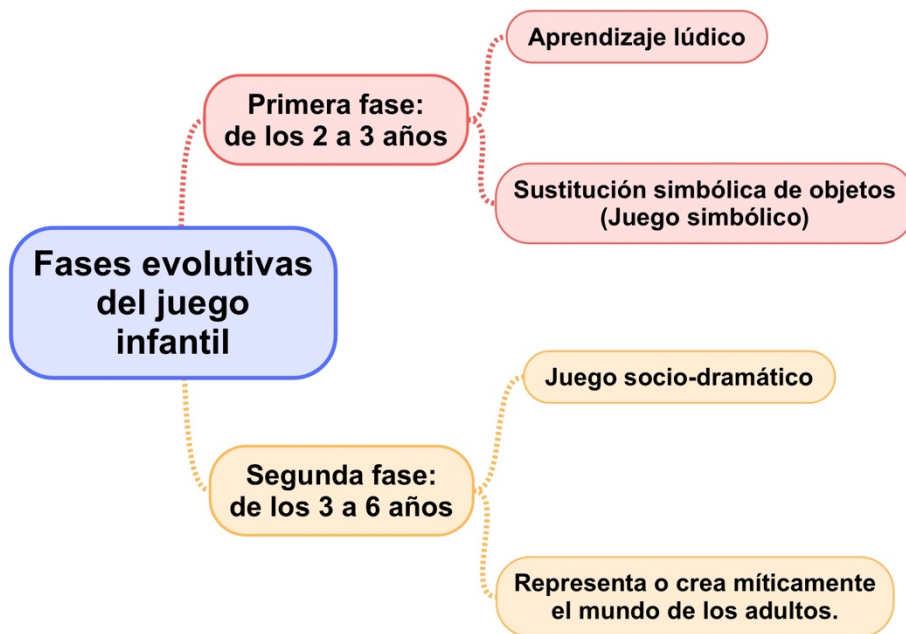 Fases evolutivas
del juego
infantil
Primera fase:
de los 2 a 3 años
Aprendizaje lúdico
Sustitución simbólica de objetos
(Juego simbólico)
Segunda fase:
de los 3 a 6 años
Juego socio-dramático
Representa o crea míticamente
el mundo de los adultos.